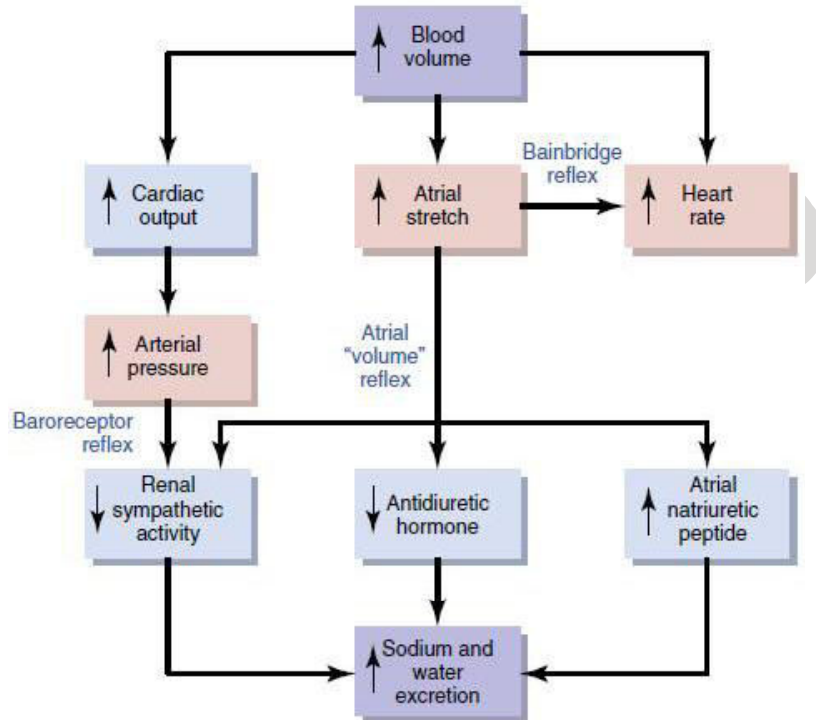 Blood
volume
Bainbridge
reflex
Cardiac
output
Atrial
stretch
Heart
rate
Atrial
"volume"
reflex
Arterial
pressure
Baroreceptor
reflex
Renal
sympathetic
activity
Antidiuretic
hormone
Atrial
natriuretic
peptide
Sodium and
water
excretion